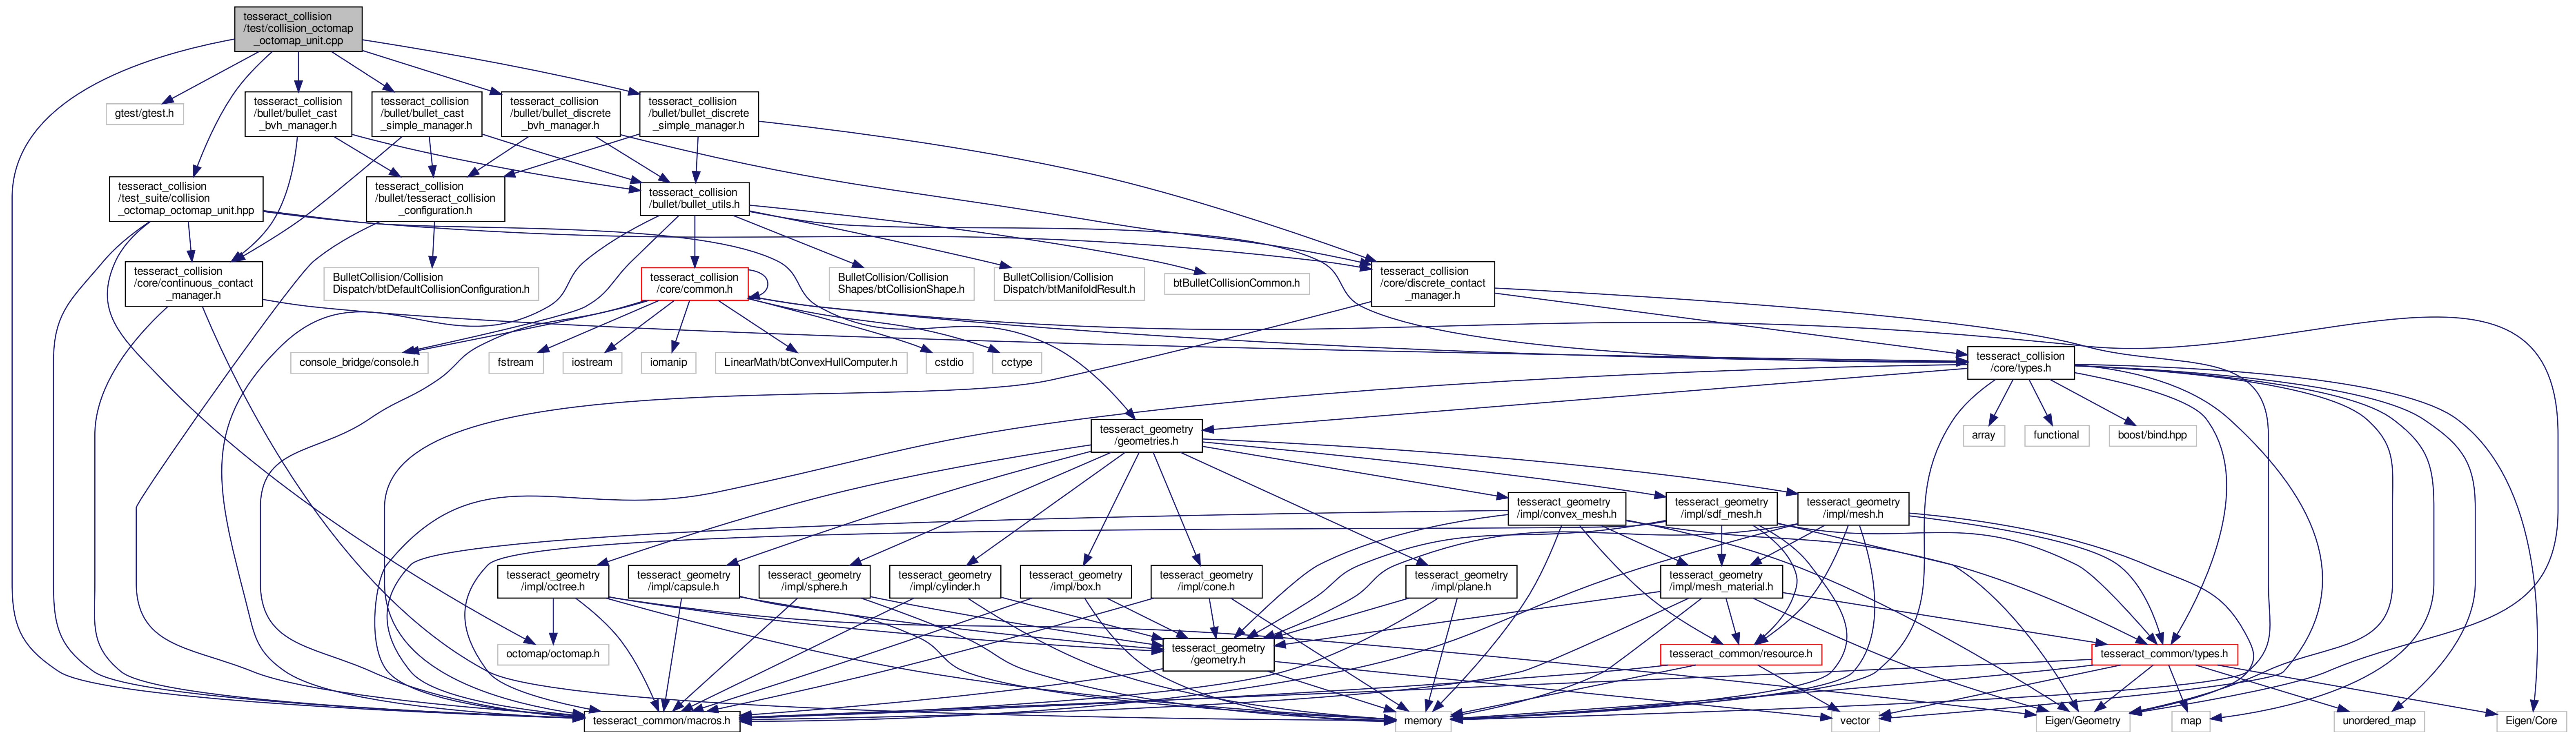 tesseract_collision
/test/collision_octomap
_octomap_unit.cpp
gtest/gtest.h
tesseract_collision
/bullet/bullet_cast
_bvh_manager.h
tesseract_collision
/bullet/bullet_cast
_simple_manager.h
tesseract_collision
/bullet/bullet_discrete
_bvh_manager.h
tesseract_collision
/bullet/bullet_discrete
_simple_manager.h
tesseract_collision
/test_suite/collision
_octomap_octomap_unit.hpp
tesseract_collision
/bullet/tesseract_collision
_configuration.h
tesseract_collision
/bullet/bullet_utils.h
tesseract_collision
/core/continuous_contact
_manager.h
BulletCollision/Collision
Dispatch/btDefaultCollisionConfiguration.h
tesseract_collision
/core/common.h
BulletCollision/Collision
Shapes/btCollisionShape.h
BulletCollision/Collision
Dispatch/btManifoldResult.h
btBulletCollisionCommon.h
tesseract_collision
/core/discrete_contact
_manager.h
console_bridge/console.h
fstream
iostream
iomanip
LinearMath/btConvexHullComputer.h
cstdio
cctype
tesseract_collision
/core/types.h
tesseract_geometry
/geometries.h
array
functional
boost/bind.hpp
tesseract_geometry
/impl/convex_mesh.h
tesseract_geometry
/impl/sdf_mesh.h
tesseract_geometry
/impl/mesh.h
tesseract_geometry
/impl/octree.h
tesseract_geometry
/impl/capsule.h
tesseract_geometry
/impl/sphere.h
tesseract_geometry
/impl/cylinder.h
tesseract_geometry
/impl/box.h
tesseract_geometry
/impl/cone.h
tesseract_geometry
/impl/plane.h
tesseract_geometry
/impl/mesh_material.h
octomap/octomap.h
tesseract_geometry
/geometry.h
tesseract_common/resource.h
tesseract_common/types.h
tesseract_common/macros.h
memory
vector
Eigen/Geometry
map
unordered_map
Eigen/Core